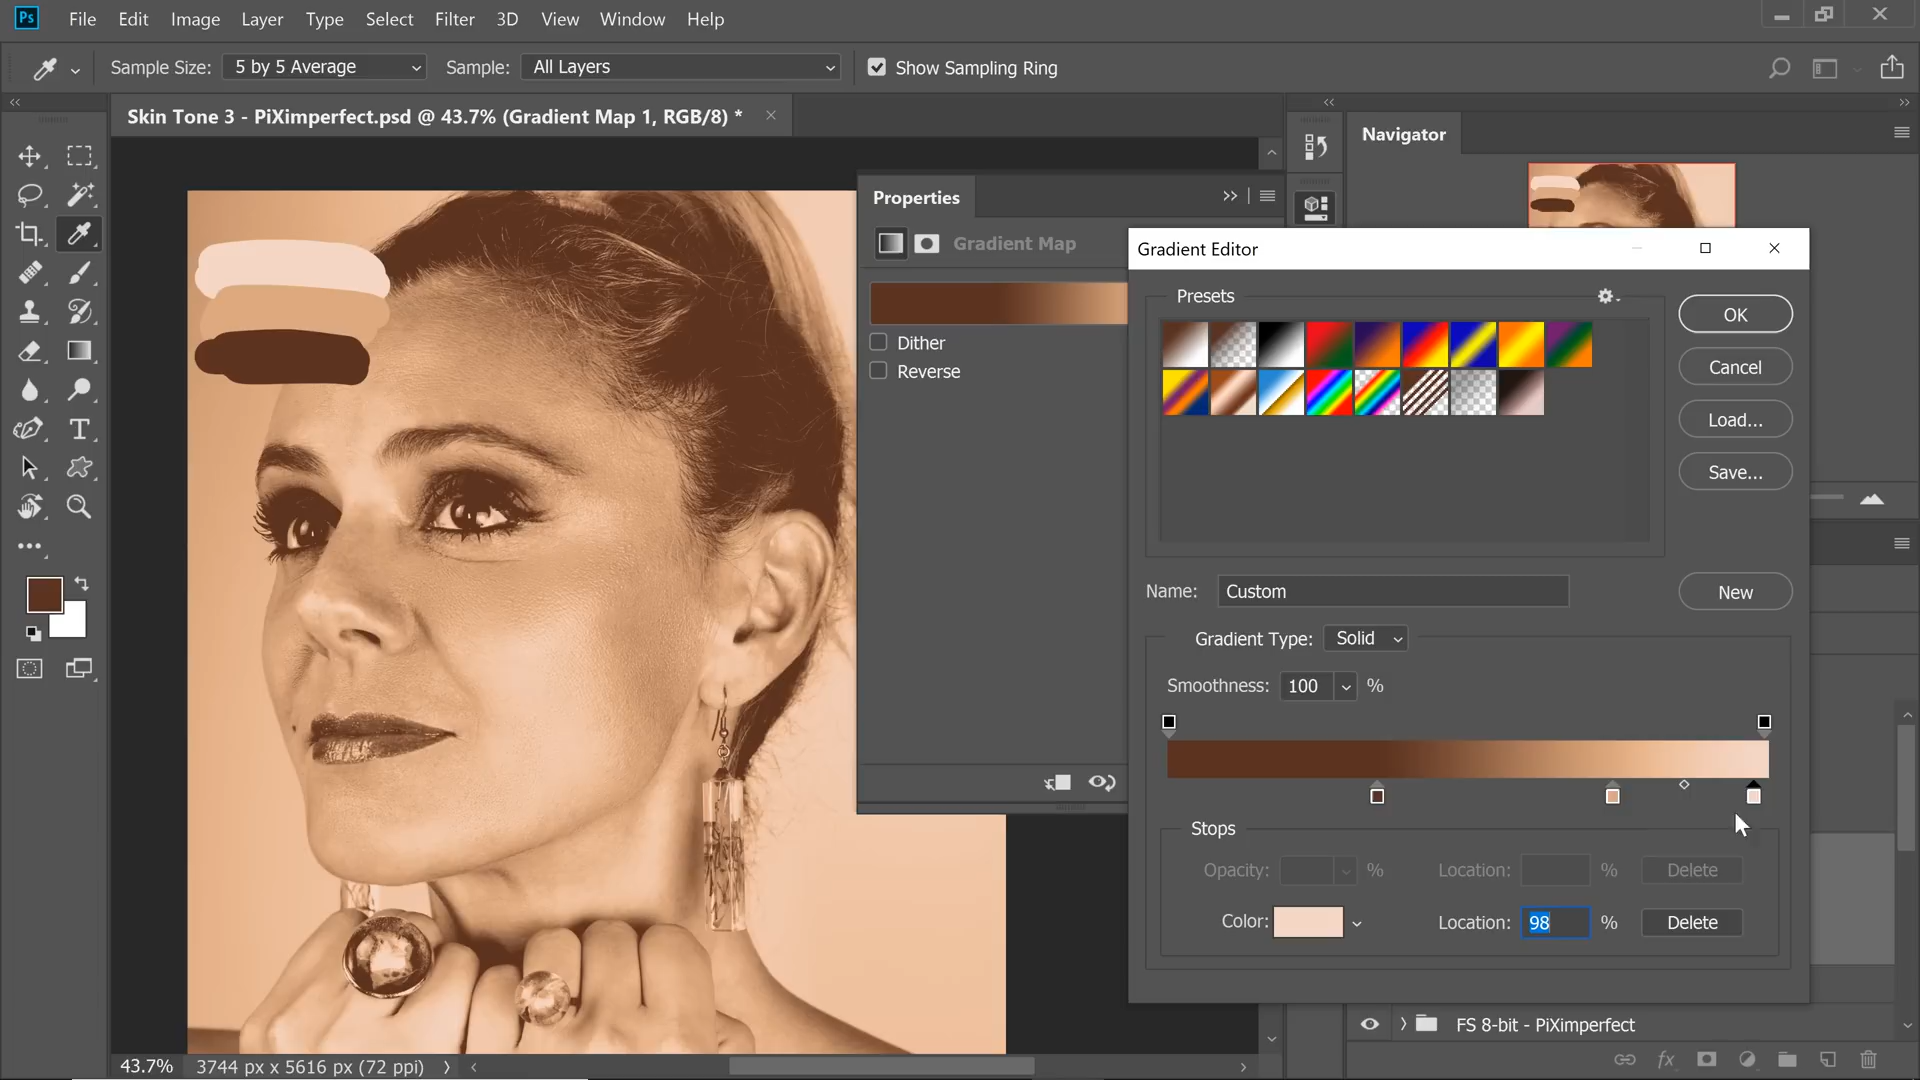 Ps File Edit Image Layer Type Select Filter 3D View Window Help
Sample Size: 5 by 5 Average Sample: All Layers Show Sampling Ring
Skin Tone 3 - PiXimperfect.psd @ 43.7% (Gradient Map 1, RGB/8) *
Navigator
Properties
Gradient Map
Dither
Reverse
Gradient Editor
Presets
OK
Cancel
Load...
Save...
Name: Custom
New
Gradient Type: Solid
Smoothness: 100 %
Stops
Opacity: % Location: % Delete
Color: Location: 98 % Delete
T
FS 8-bit - PiXimperfect
fx
43.7% 3744 px x 5616 px (72 ppi)